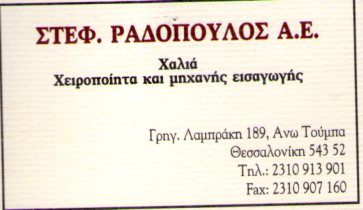 ΣΤΕΦ. ΡΑΔΟΠΟΥΛΟΣ Α.Ε.
Χαλιά
Χειροποίητα και μηχανής εισαγωγής
Γρηγ. Λαμπράκη 189, Ανω Τούμπα
Θεσσαλονίκη 543 52
Τηλ.: 2310 913 901
Fax: 2310 907 160